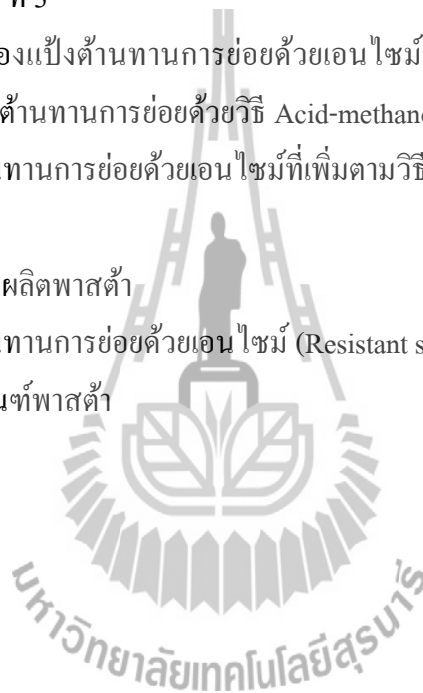 ที่ 3
องแป้งต้านทานการย่อยด้วยเอนไซม์
ต้านทานการย่อยด้วยวิธี Acid-methano
ทานการย่อยด้วยเอนไซม์ที่เพิ่มตามวิธี
ผลิตพาสต้า
ทานการย่อยด้วยเอนไซม์ (Resistant s
ณฑ์พาสต้า
มหาวิทยาลัยเทคโนโลยีสุรนารี